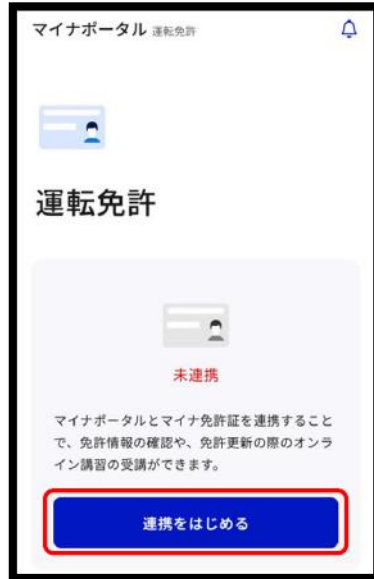 マイナポータル 運転免許
運転免許
未連携
マイナポータルとマイナ免許証を連携すること
で、免許情報の確認や、免許更新の際のオンラ
イン講習の受講ができます。
連携をはじめる